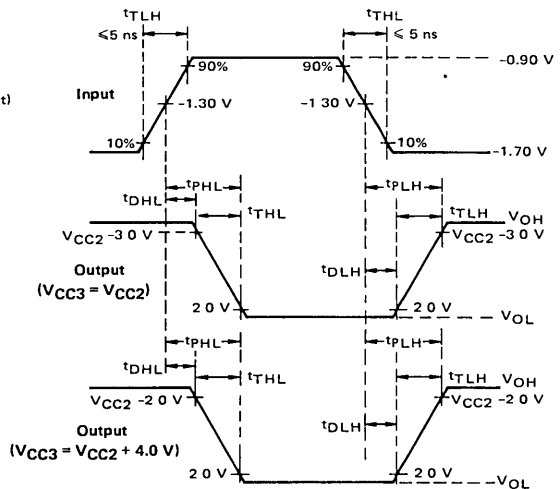 tTLH
tTHL
≤5 ns
≤ 5 ns
90%
90%
-0.90 V
t)
Input
-1.30 V
-1 30 V
10%
10%
-1.70 V
tPHL
tPLH
tDHL
tTHL
tTLH
VOH
VCC2 -3 0 V
VCC2 -3 0 V
Output
(VCC3 = VCC2)
tDLH
2 0 V
2 0 V
VOL
tPHL
tPLH
tDHL
tTHL
tTLH
VOH
VCC2 -2 0 V
VCC2 -2 0 V
Output
(VCC3 = VCC2 + 4.0 V)
tDLH
2 0 V
2 0 V
VOL